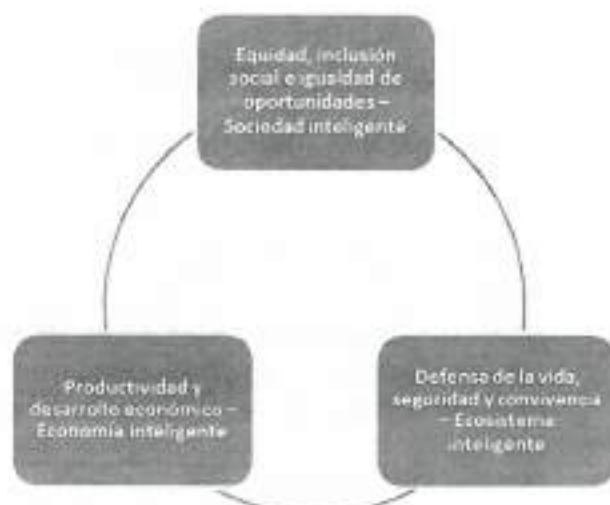 Equidad, inclusión
social e igualdad de
oportunidades –
Sociedad inteligente
Productividad y
desarrollo económico –
Economía inteligente
Defensa de la vida,
seguridad y convivencia
– Ecosistema
inteligente